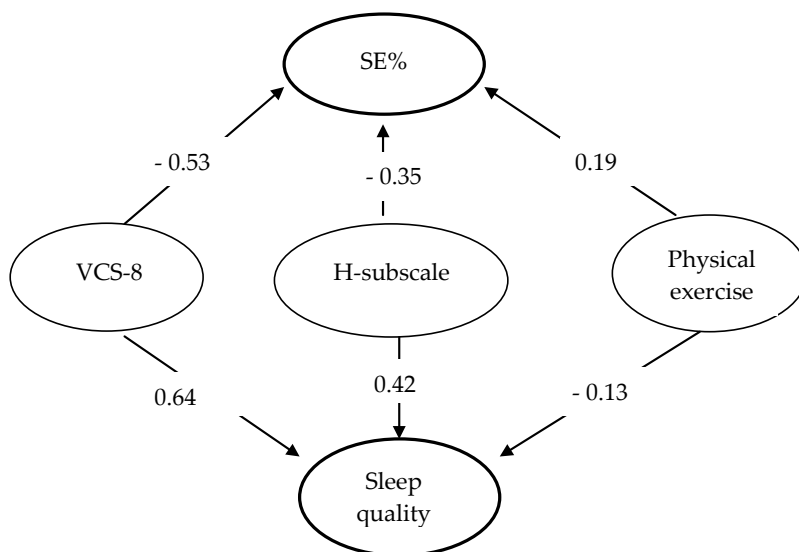 SE%
- 0.53
- 0.35
0.19
VCS-8
H-subscale
Physical
exercise
0.64
0.42
- 0.13
Sleep
quality